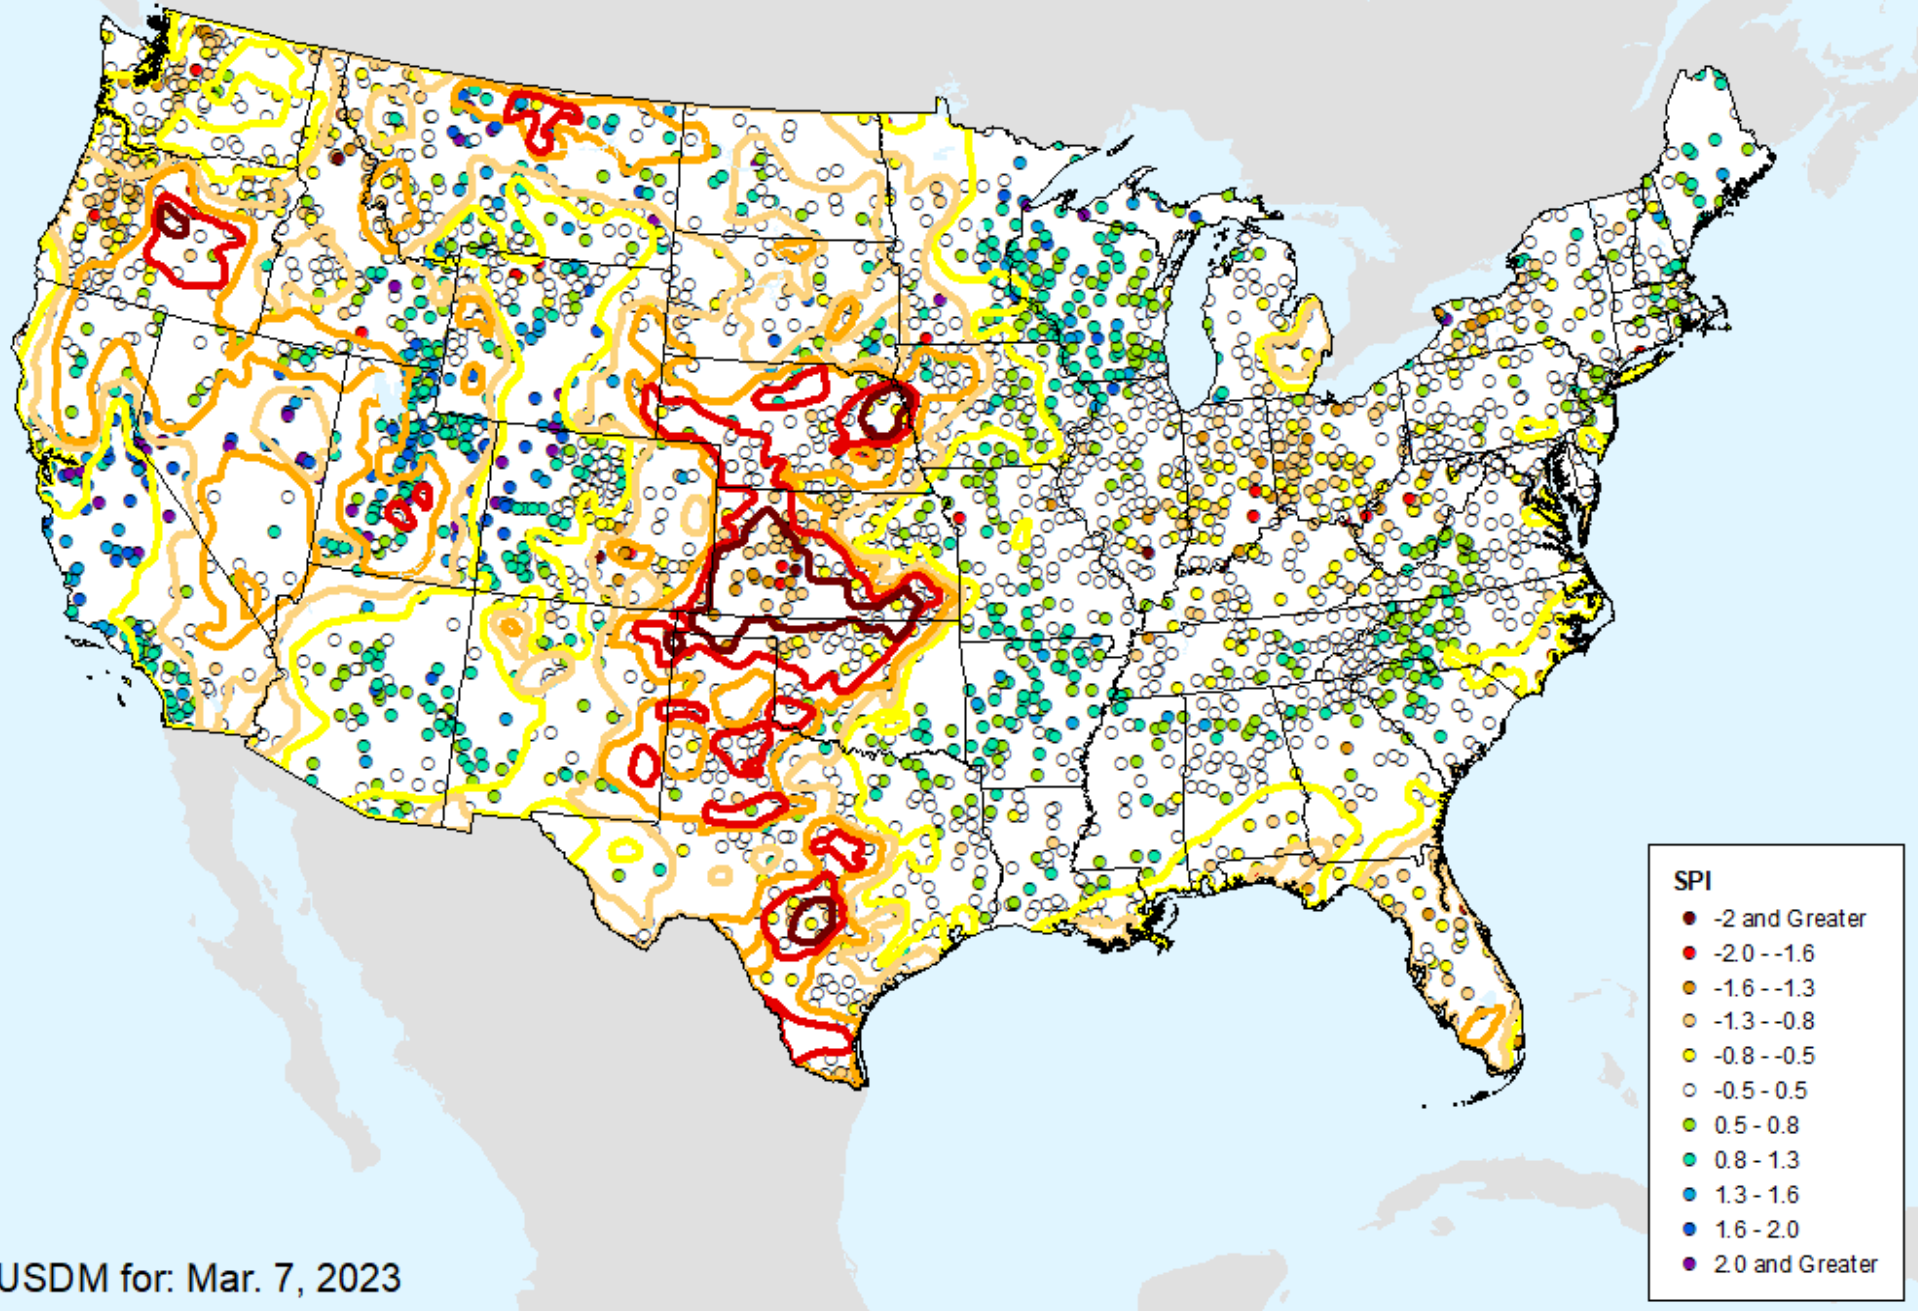 SPI
-2 and Greater
-2.0 - -1.6
-1.6 - -1.3
-1.3 - -0.8
-0.8 - -0.5
-0.5 - 0.5
0.5 - 0.8
0.8 - 1.3
1.3 - 1.6
1.6 - 2.0
2.0 and Greater
USDM for: Mar. 7, 2023